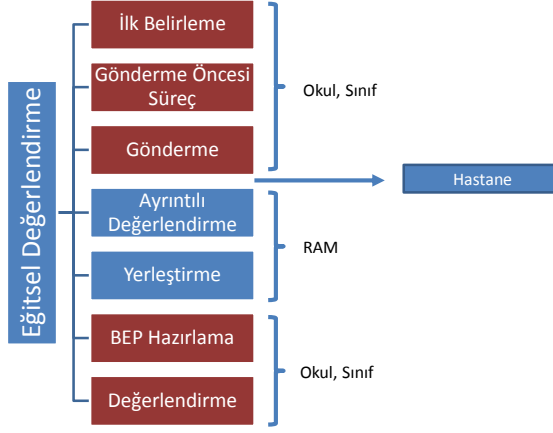 Eğitsel Değerlendirme
İlk Belirleme
Gönderme Öncesi
Süreç
Gönderme
Okul, Sınıf
Hastane
Ayrıntılı
Değerlendirme
Yerleştirme
RAM
BEP Hazırlama
Değerlendirme
Okul, Sınıf